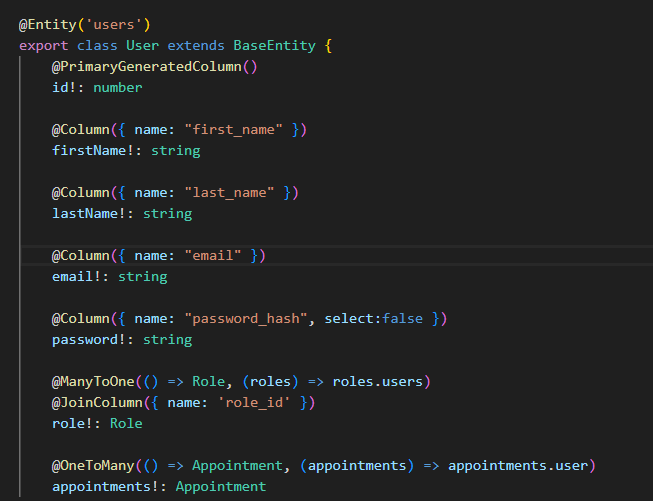 @Entity('users')
export class User extends BaseEntity {
@PrimaryGeneratedColumn()
id!: number
@Column({ name: "first_name" })
firstName!: string
@Column({ name: "last_name" })
lastName!: string
@Column({ name: "email" })
email!: string
@Column({ name: "password_hash", select:false })
password!: string
@ManyToOne(() => Role, (roles) => roles.users)
@JoinColumn({ name: 'role_id' })
role!: Role
@OneToMany(() => Appointment, (appointments) => appointments.user)
appointments!: Appointment